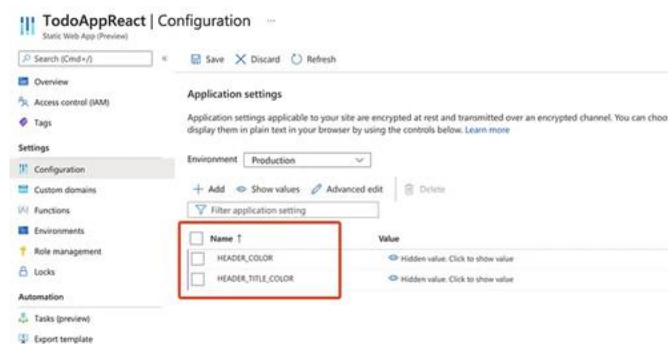 TodoAppReact | Configuration ...
Static Web App (Preview)
Search (Cmd+/)
«
Save Discard Refresh
Overview
Access control (IAM)
Tags
Settings
Configuration
Custom domains
Functions
Environments
Role management
Locks
Automation
Tasks (preview)
Export template
Application settings
Application settings applicable to your site are encrypted at rest and transmitted over an encrypted channel. You can choo
display them in plain text in your browser by using the controls below. Learn more
Environment Production
Add Show values Advanced edit Delete
Filter application setting
Name ↑ Value
HEADER_COLOR Hidden value. Click to show value
HEADER_TITLE_COLOR Hidden value. Click to show value